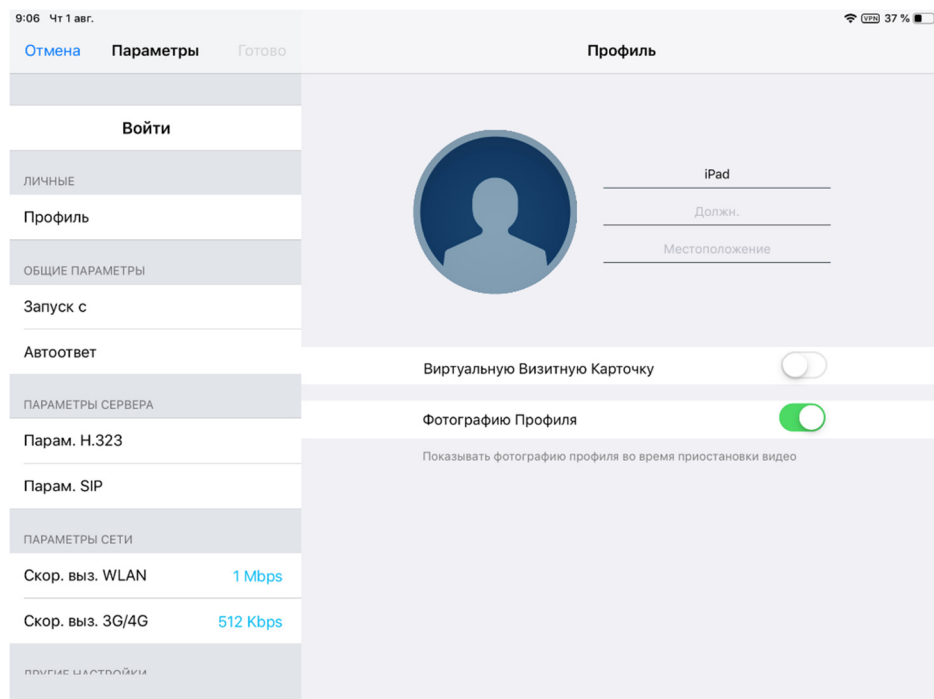 9:06 Чт 1 авг.
VPN 37 %
Отмена Параметры Готово
Профиль
Войти
ЛИЧНЫЕ
Профиль
ОБЩИЕ ПАРАМЕТРЫ
Запуск с
Автоответ
ПАРАМЕТРЫ СЕРВЕРА
Парам. H.323
Парам. SIP
ПАРАМЕТРЫ СЕТИ
Скор. выз. WLAN 1 Mbps
Скор. выз. 3G/4G 512 Kbps
ДРУГИЕ НАСТРОЙКИ
iPad
Должн.
Местоположение
Виртуальную Визитную Карточку
Фотографию Профиля
Показывать фотографию профиля во время приостановки видео